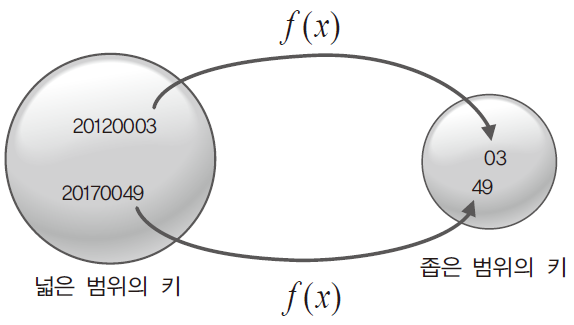 f(x)
20120003
03
20170049
49
넓은 범위의 키
좁은 범위의 키
f(x)